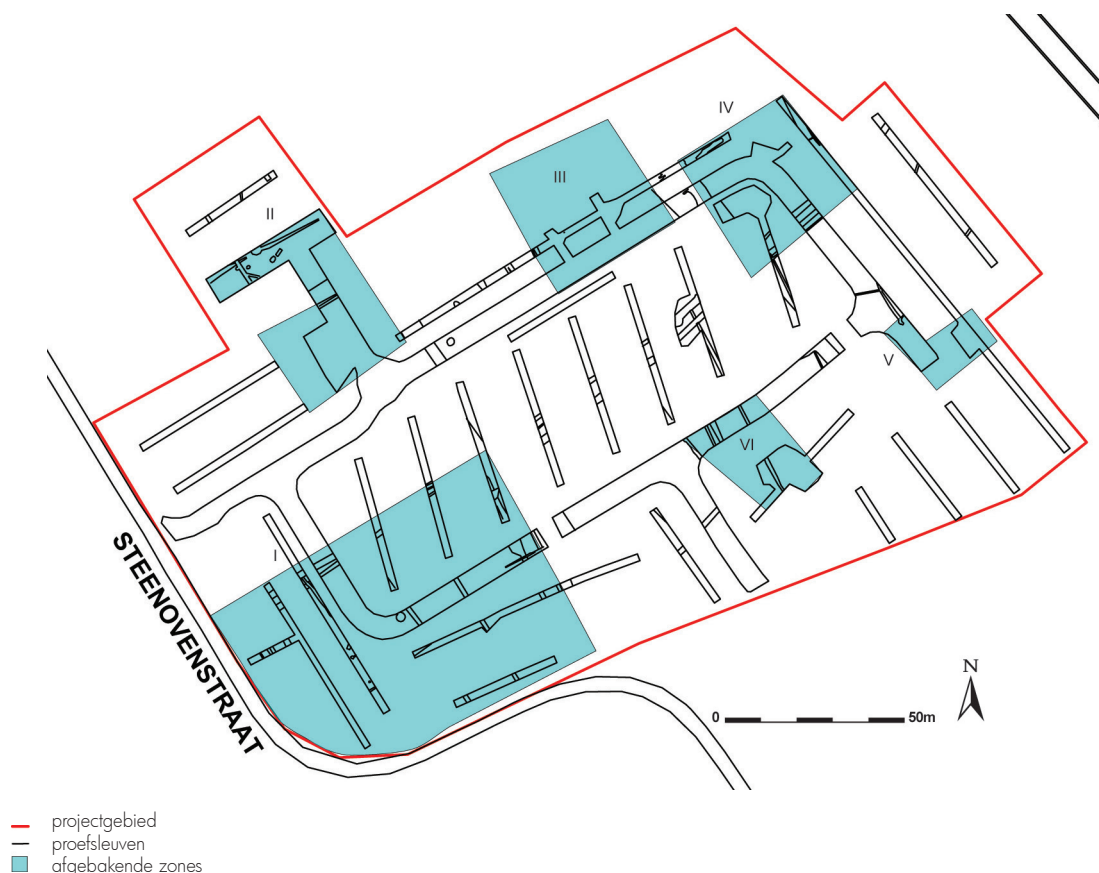 IV
III
II
V
VI
I
STEENOVENSTRAAT
N
0 50m
projectgebied
proefsleuven
afgebakende zones